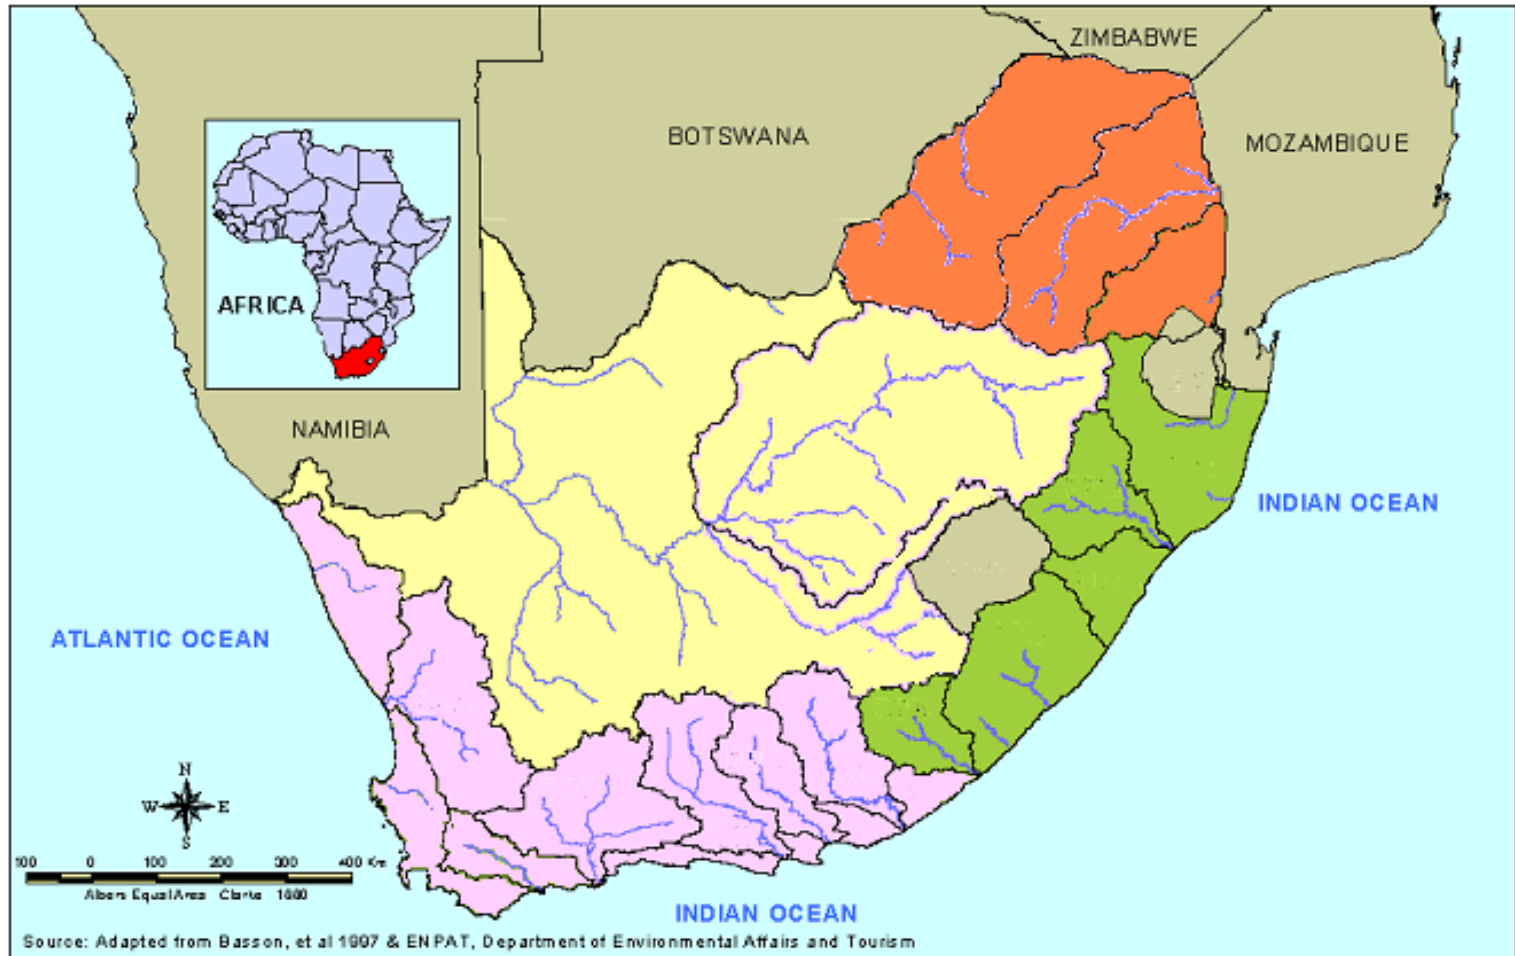 ZIMBABWE
BOTSWANA
MOZAMBIQUE
AFRICA
NAMIBIA
INDIAN OCEAN
ATLANTIC OCEAN
N
W E
S
100 0 100 200 300 400 Km
Albers Equal Area Clarke 1880
INDIAN OCEAN
Source: Adapted from Basson, et al 1997 & ENPAT, Department of Environmental Affairs and Tourism